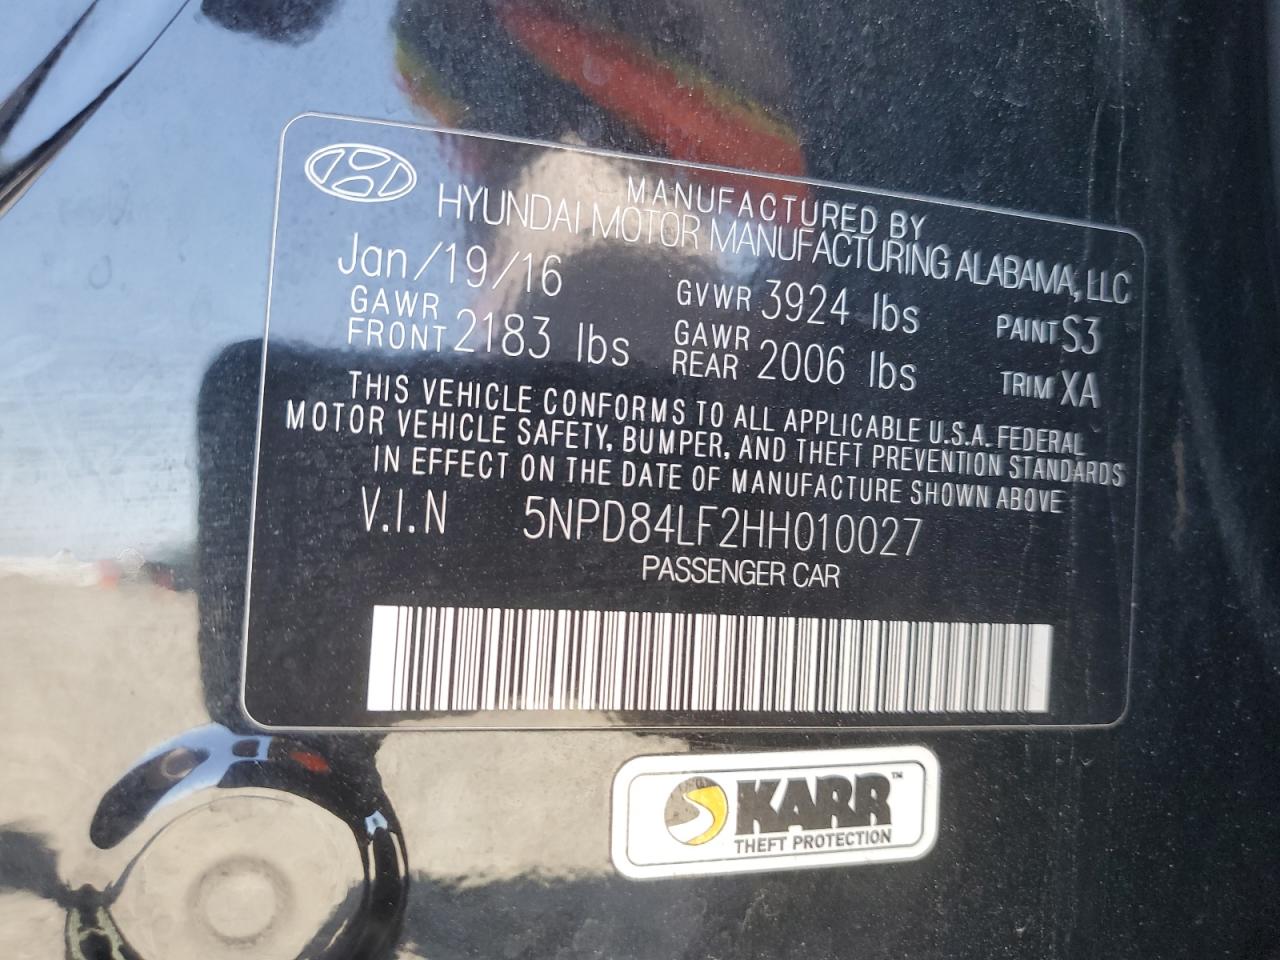 MANUFACTURED BY
HYUNDAI MOTOR MANUFACTURING ALABAMA, LLC
Jan/19/16 GVWR 3924 lbs PAINT S3
GAWR FRONT 2183 lbs GAWR REAR 2006 lbs TRIM XA
THIS VEHICLE CONFORMS TO ALL APPLICABLE U.S.A. FEDERAL
MOTOR VEHICLE SAFETY, BUMPER, AND THEFT PREVENTION STANDARDS
IN EFFECT ON THE DATE OF MANUFACTURE SHOWN ABOVE
V.I.N 5NPD84LF2HH010027
PASSENGER CAR
KARR™
THEFT PROTECTION